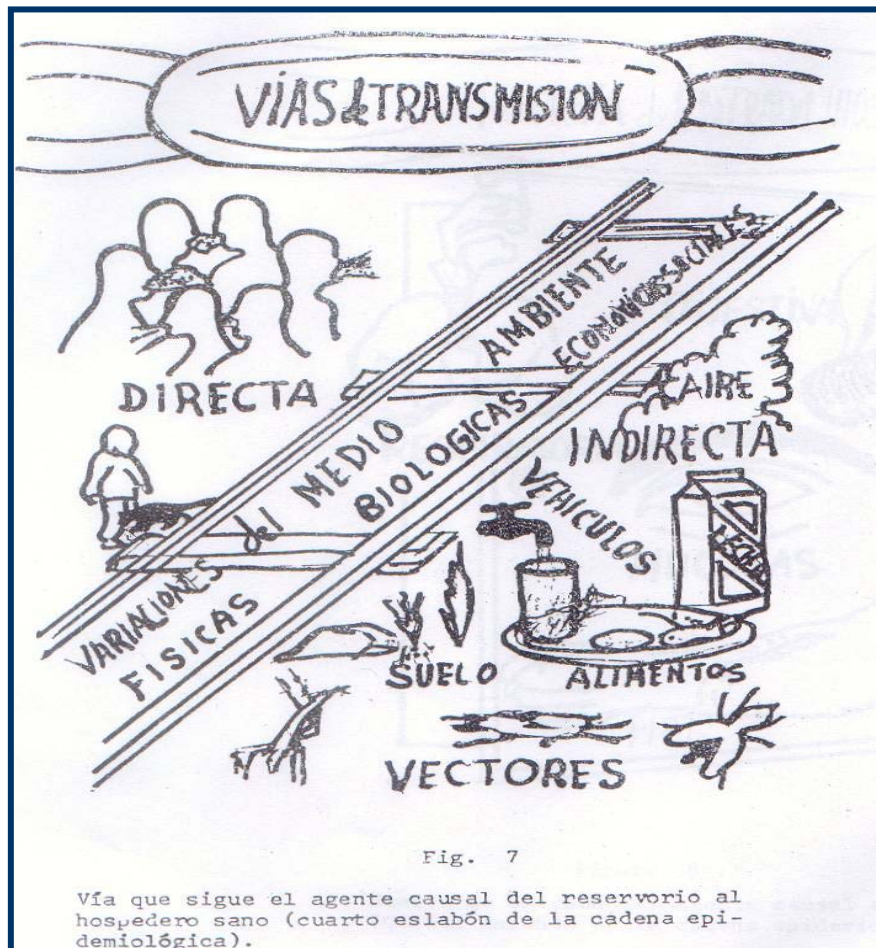 VÍAS de TRANSMISION
DIRECTA
VARIACIONES del MEDIO AMBIENTE
FISICAS BIOLOGICAS ECONOMICAS SOCIALES
AIRE
INDIRECTA
VEHICULOS
LECHE
SUELO ALIMENTOS
VECTORES
Fig. 7
Vía que sigue el agente causal del reservorio al
hospedero sano (cuarto eslabón de la cadena epi-
demiológica).